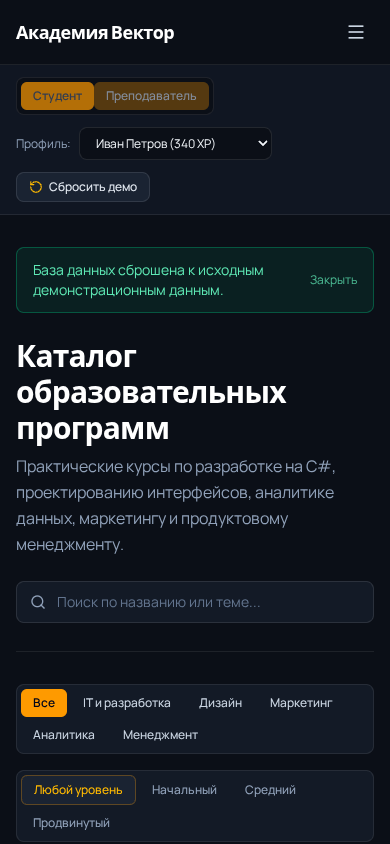 Академия Вектор
Студент Преподаватель
Профиль: Иван Петров (340 XP)
Сбросить демо
База данных сброшена к исходным
демонстрационным данным.
Закрыть
Каталог
образовательных
программ
Практические курсы по разработке на C#,
проектированию интерфейсов, аналитике
данных, маркетингу и продуктовому
менеджменту.
Поиск по названию или теме...
Все IT и разработка Дизайн Маркетинг
Аналитика Менеджмент
Любой уровень Начальный Средний
Продвинутый